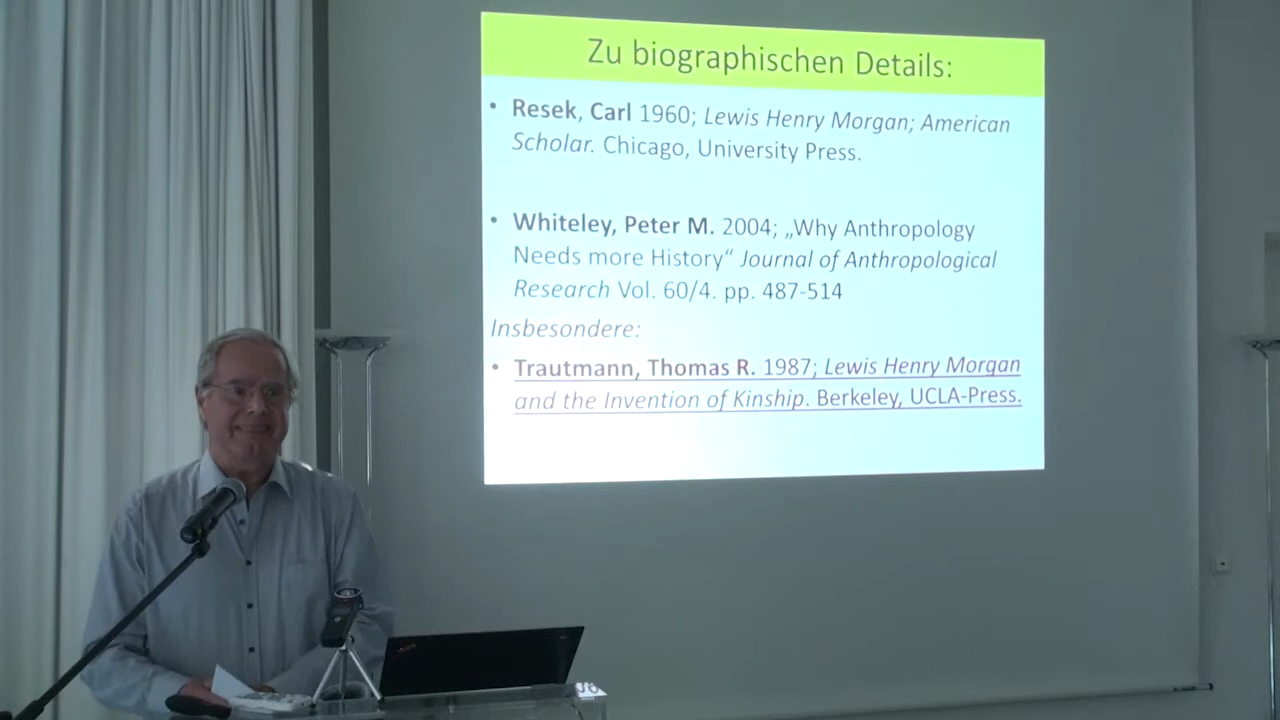 Zu biographischen Details:
• Resek, Carl 1960; Lewis Henry Morgan; American
Scholar. Chicago, University Press.
• Whiteley, Peter M. 2004; „Why Anthropology
Needs more History“ Journal of Anthropological
Research Vol. 60/4. pp. 487-514
Insbesondere:
• Trautmann, Thomas R. 1987; Lewis Henry Morgan
and the Invention of Kinship. Berkeley, UCLA-Press.